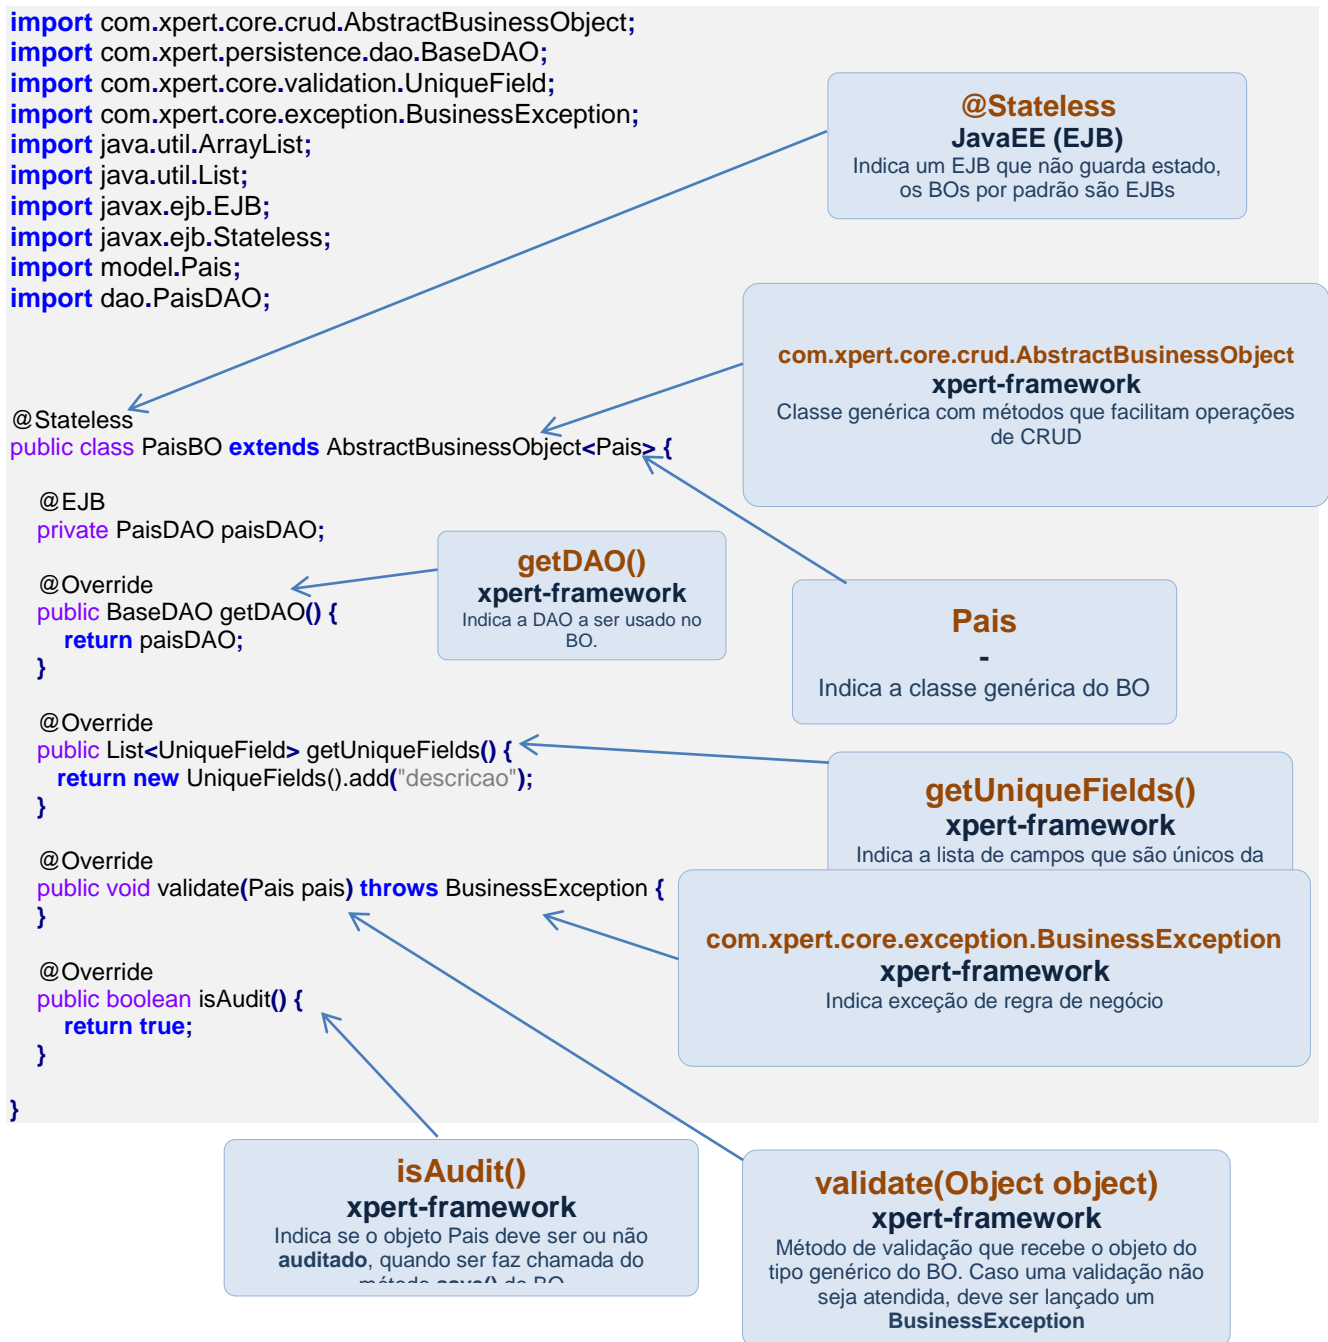 import com.xpert.core.crud.AbstractBusinessObject;
import com.xpert.persistence.dao.BaseDAO;
import com.xpert.core.validation.UniqueField;
import com.xpert.core.exception.BusinessException;
import java.util.ArrayList;
import java.util.List;
import javax.ejb.EJB;
import javax.ejb.Stateless;
import model.Pais;
import dao.PaisDAO;
@Stateless
JavaEE (EJB)
Indica um EJB que não guarda estado,
os BOs por padrão são EJBs
com.xpert.core.crud.AbstractBusinessObject
xpert-framework
Classe genérica com métodos que facilitam operações
de CRUD
@Stateless
public class PaisBO extends AbstractBusinessObject<Pais> {
@EJB
private PaisDAO paisDAO;
@Override
public BaseDAO getDAO() {
return paisDAO;
}
getDAO()
xpert-framework
Indica a DAO a ser usado no
BO.
Pais
-
Indica a classe genérica do BO
@Override
public List<UniqueField> getUniqueFields() {
return new UniqueFields().add("descricao");
}
getUniqueFields()
xpert-framework
Indica a lista de campos que são únicos da
@Override
public void validate(Pais pais) throws BusinessException {
}
com.xpert.core.exception.BusinessException
xpert-framework
Indica exceção de regra de negócio
@Override
public boolean isAudit() {
return true;
}
}
isAudit()
xpert-framework
Indica se o objeto Pais deve ser ou não
auditado, quando ser faz chamada do
método save() do BO
validate(Object object)
xpert-framework
Método de validação que recebe o objeto do
tipo genérico do BO. Caso uma validação não
seja atendida, deve ser lançado um
BusinessException